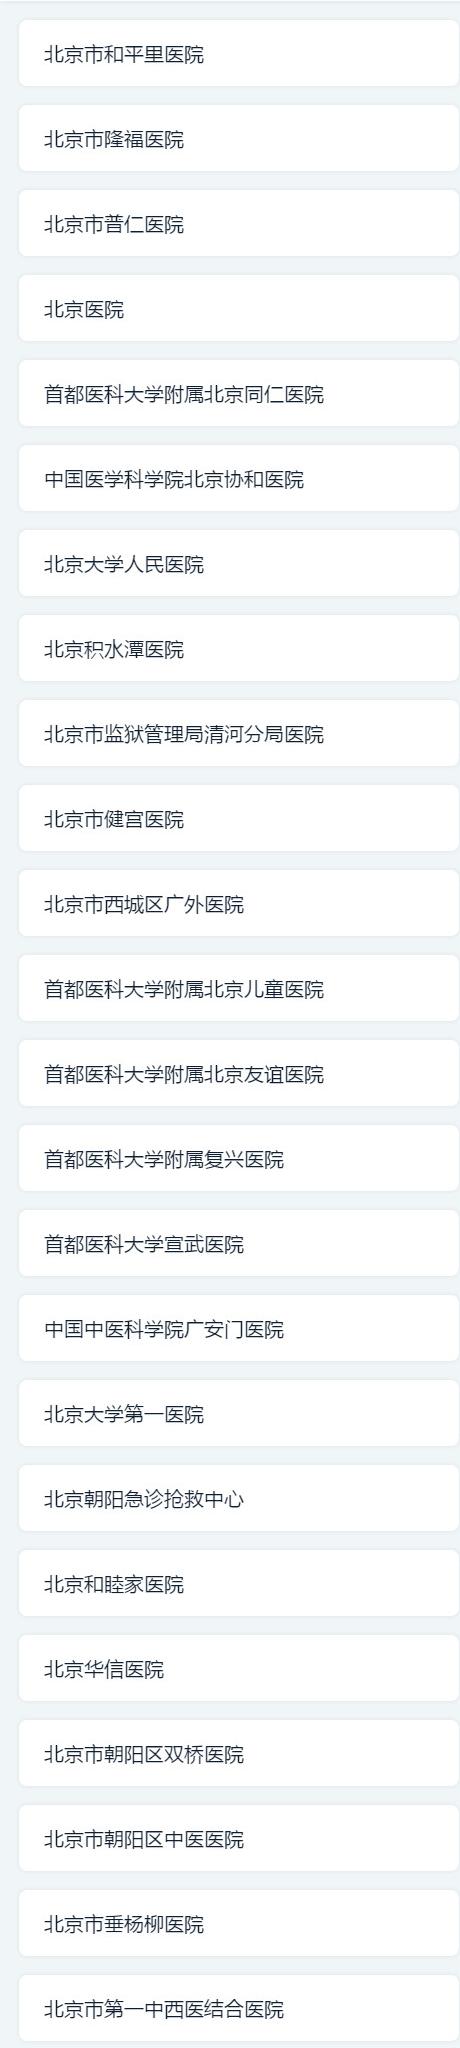 北京市和平里医院
北京市隆福医院
北京市普仁医院
北京医院
首都医科大学附属北京同仁医院
中国医学科学院北京协和医院
北京大学人民医院
北京积水潭医院
北京市监狱管理局清河分局医院
北京市健宫医院
北京市西城区广外医院
首都医科大学附属北京儿童医院
首都医科大学附属北京友谊医院
首都医科大学附属复兴医院
首都医科大学宣武医院
中国中医科学院广安门医院
北京大学第一医院
北京朝阳急诊抢救中心
北京和睦家医院
北京华信医院
北京市朝阳区双桥医院
北京市朝阳区中医医院
北京市垂杨柳医院
北京市第一中西医结合医院